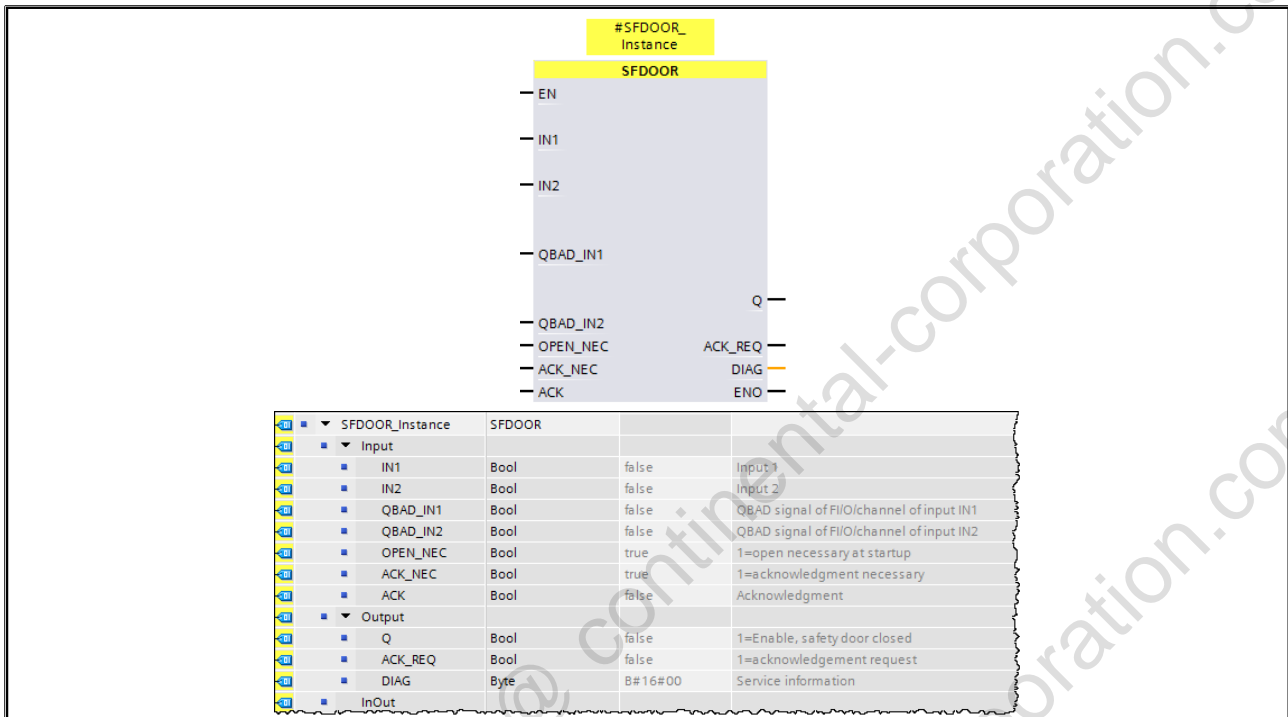 #SFDOOR_
Instance
SFDOOR
EN
IN1
IN2
QBAD_IN1
Q
QBAD_IN2
OPEN_NEC ACK_REQ
ACK_NEC DIAG
ACK ENO
SFDOOR_Instance SFDOOR
Input
IN1 Bool false Input 1
IN2 Bool false Input 2
QBAD_IN1 Bool false QBAD signal of FI/O/channel of input IN1
QBAD_IN2 Bool false QBAD signal of FI/O/channel of input IN2
OPEN_NEC Bool true 1=open necessary at startup
ACK_NEC Bool true 1=acknowledgment necessary
ACK Bool false Acknowledgment
Output
Q Bool false 1=Enable, safety door closed
ACK_REQ Bool false 1=acknowledgement request
DIAG Byte B#16#00 Service information
InOut
@ continental-corporation.co